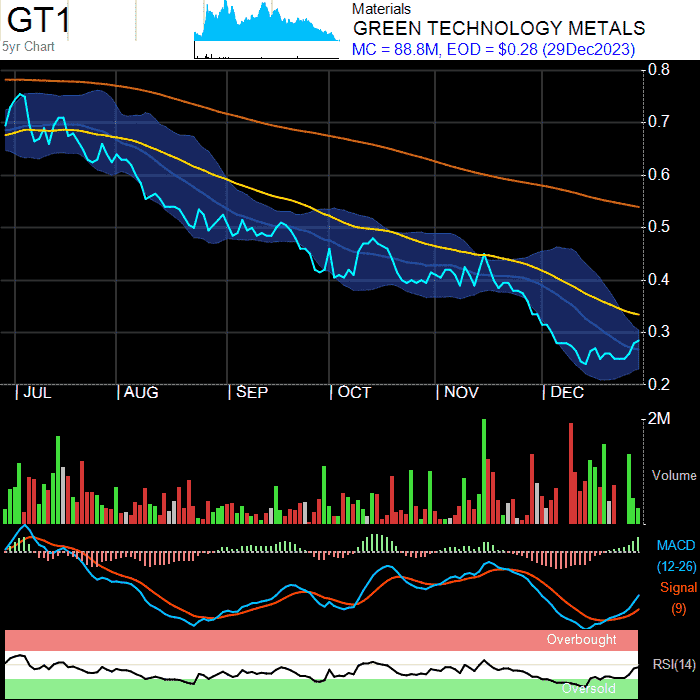 GT1
5yr Chart
Materials
GREEN TECHNOLOGY METALS
MC = 88.8M, EOD = $0.28 (29Dec2023)
0.8
0.7
0.6
0.5
0.4
0.3
0.2
JUL AUG SEP OCT NOV DEC
2M
Volume
MACD
(12-26)
Signal
(9)
Overbought
RSI(14)
Oversold